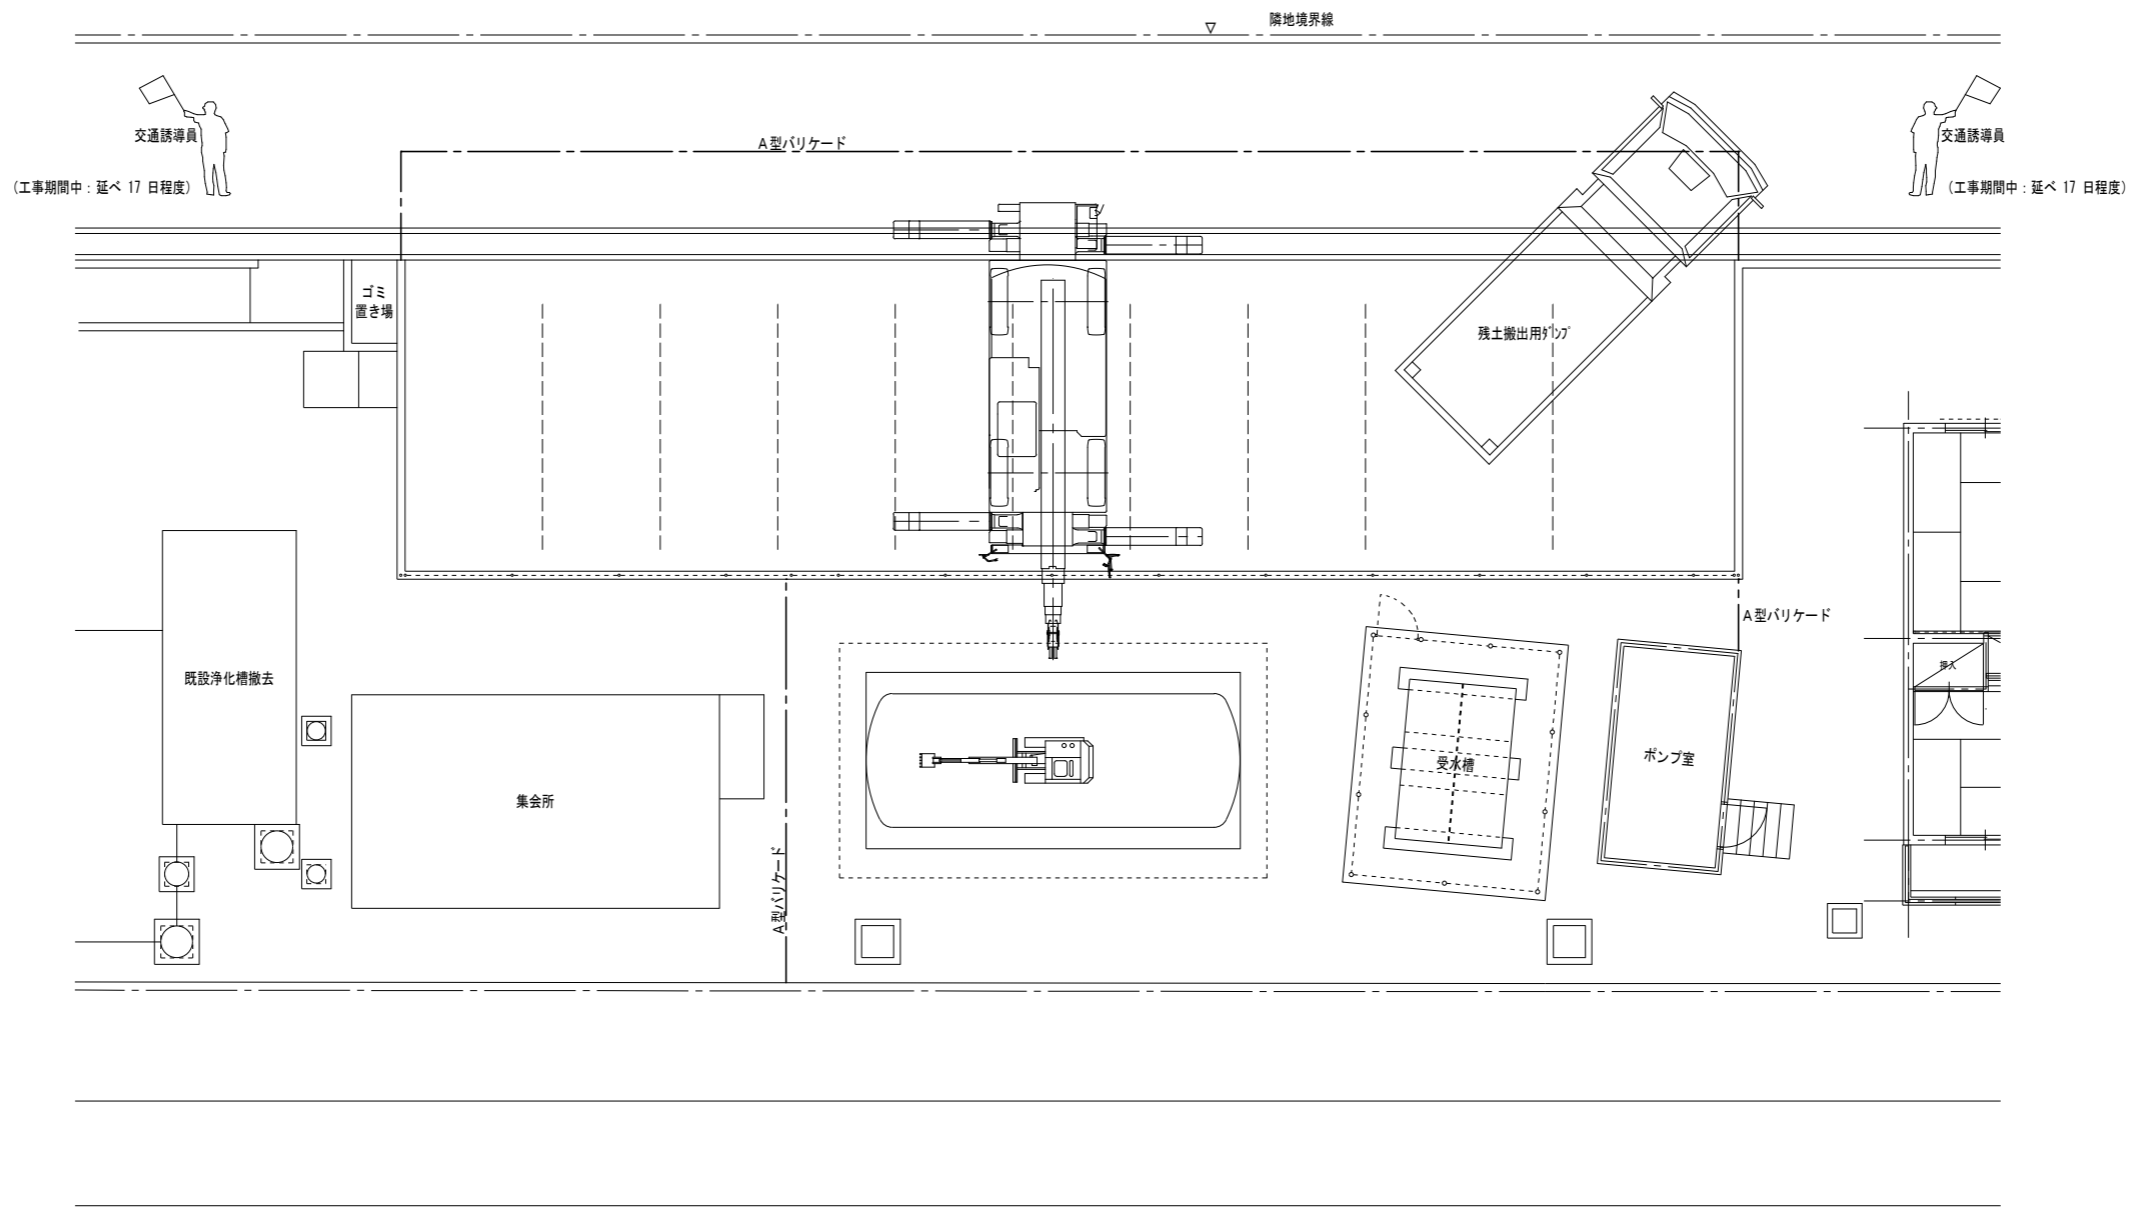 隣地境界線
交通誘導員
(工事期間中：延べ 17 日程度)
A型バリケード
交通誘導員
(工事期間中：延べ 17 日程度)
ゴミ
置き場
残土搬出用ﾀﾞﾝﾌﾟ
A型バリケード
押入
既設浄化槽撤去
集会所
A型バリケード
受水槽
ポンプ室